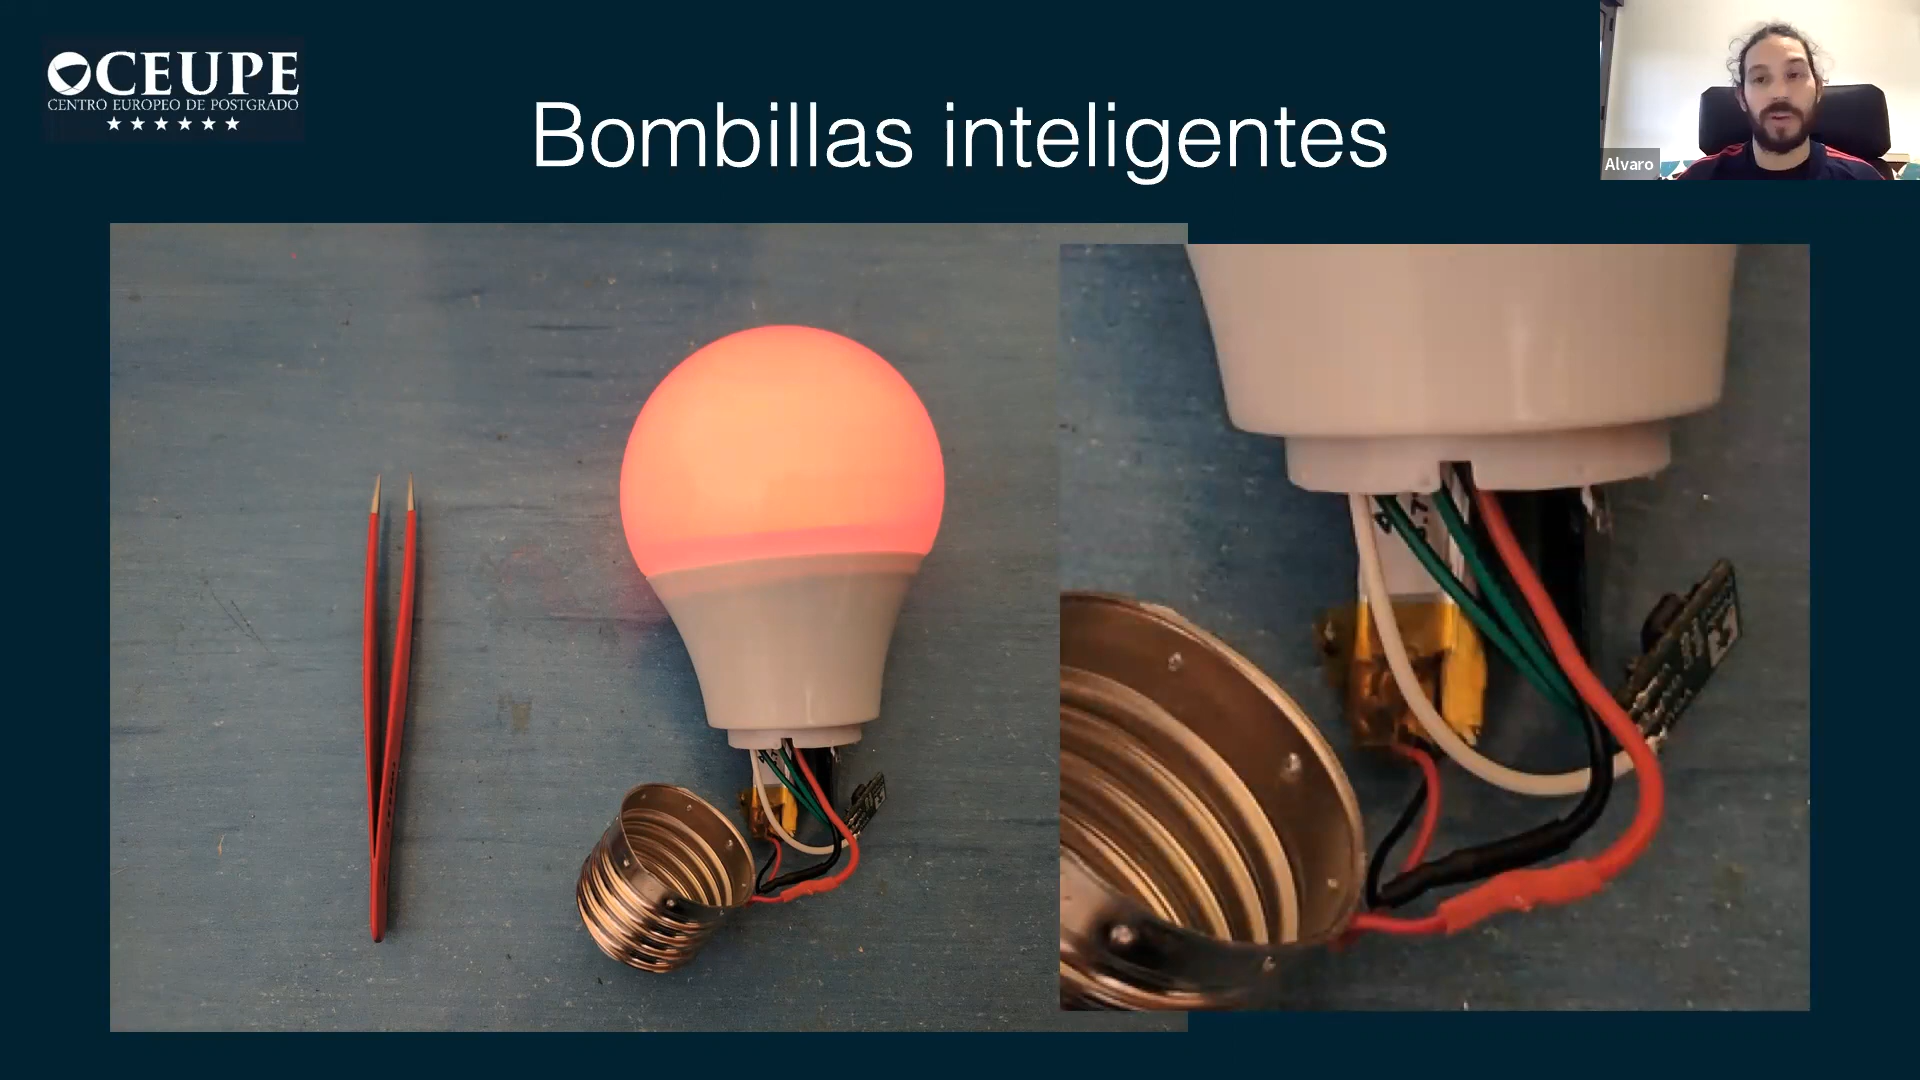 CEUPE
CENTRO EUROPEO DE POSTGRADO
Bombillas inteligentes
Alvaro